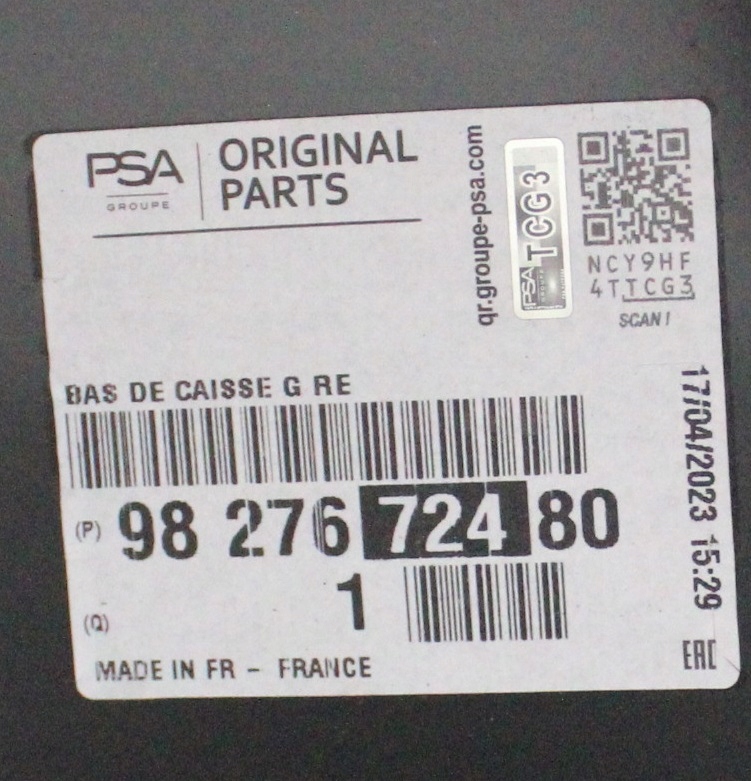 PSA
GROUPE
ORIGINAL
PARTS
qr.groupe-psa.com
PSA
TCG3
NCY9HF
4TTCG3
SCAN!
BAS DE CAISSE G RE
(P) 98 276 724 80
(Q) 1
17/04/2023 15:29
MADE IN FR - FRANCE
EAC